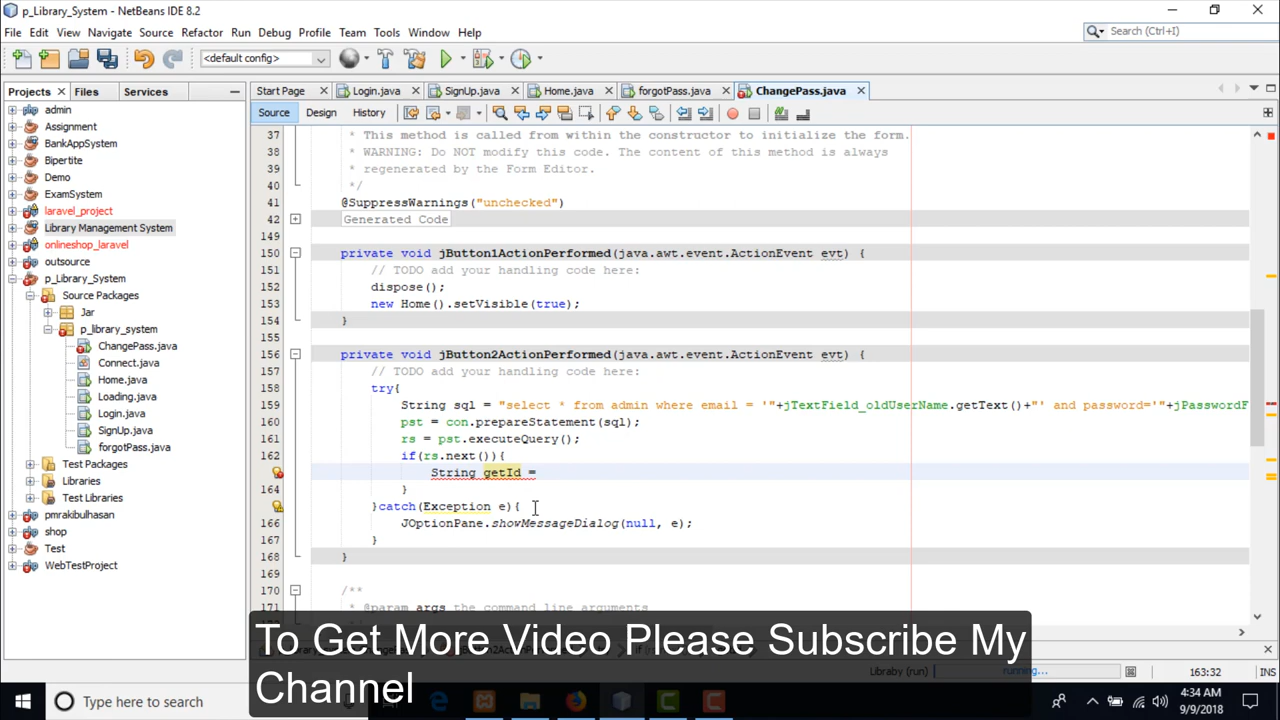 p_Library_System - NetBeans IDE 8.2
File Edit View Navigate Source Refactor Run Debug Profile Team Tools Window Help
Search (Ctrl+I)
<default config>
Projects Files Services
Start Page Login.java SignUp.java Home.java forgotPass.java ChangePass.java
Source Design History
admin
Assignment
BankAppSystem
Bipertite
Demo
ExamSystem
laravel_project
Library Management System
onlineshop_laravel
outsource
p_Library_System
Source Packages
Jar
p_library_system
ChangePass.java
Connect.java
Home.java
Loading.java
Login.java
SignUp.java
forgotPass.java
Test Packages
Libraries
Test Libraries
pmrakibulhasan
shop
Test
WebTestProject
37 * This method is called from within the constructor to initialize the form.
38 * WARNING: Do NOT modify this code. The content of this method is always
39 * regenerated by the Form Editor.
40 */
41 @SuppressWarnings("unchecked")
42 Generated Code
149
150 private void jButton1ActionPerformed(java.awt.event.ActionEvent evt) {
151 // TODO add your handling code here:
152 dispose();
153 new Home().setVisible(true);
154 }
155
156 private void jButton2ActionPerformed(java.awt.event.ActionEvent evt) {
157 // TODO add your handling code here:
158 try{
159 String sql = "select * from admin where email = '"+jTextField_oldUserName.getText()+"' and password='"+jPasswordF
160 pst = con.prepareStatement(sql);
161 rs = pst.executeQuery();
162 if(rs.next()){
String getId =
164 }
}catch(Exception e){
166 JOptionPane.showMessageDialog(null, e);
167 }
168 }
169
170 /**
171 * @param args the command line arguments
To Get More Video Please Subscribe My
Channel
Libraby (run) running... 163:32
Type here to search
4:34 AM
9/9/2018